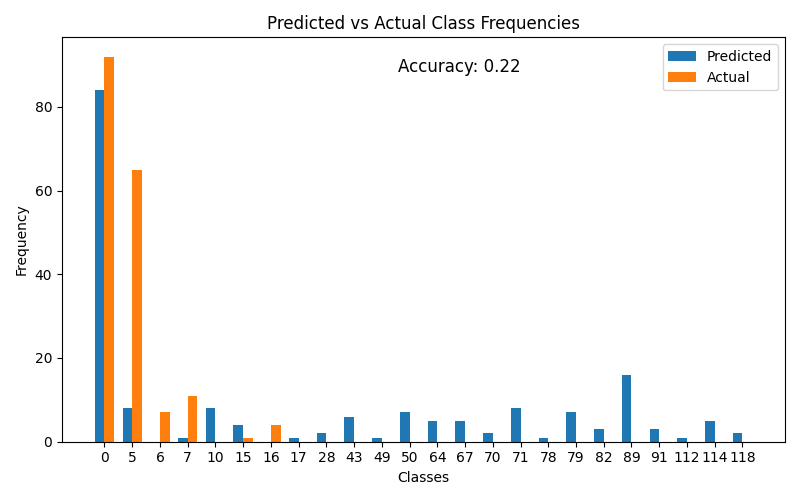 Predicted vs Actual Class Frequencies
Accuracy: 0.22
Predicted
Actual
Frequency
80
60
40
20
0
0 5 6 7 10 15 16 17 28 43 49 50 64 67 70 71 78 79 82 89 91 112 114 118
Classes